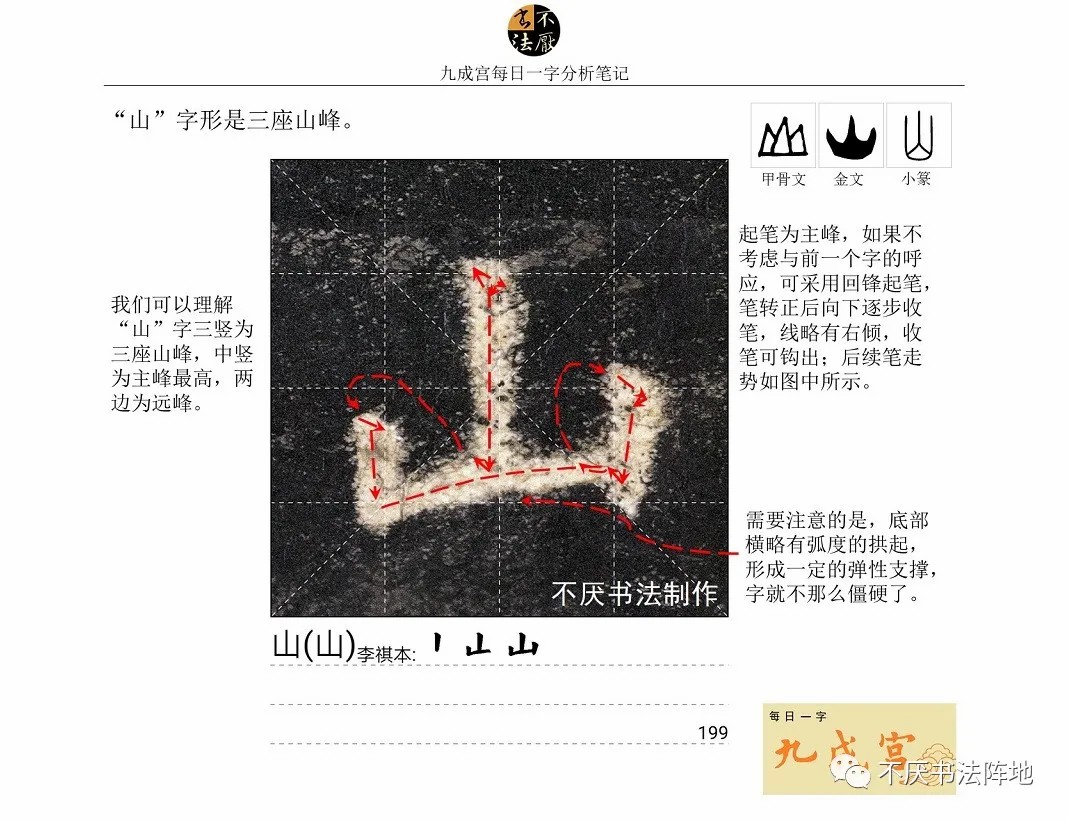 不厭書法
九成宫每日一字分析笔记
“山”字形是三座山峰。
甲骨文 金文 小篆
我们可以理解
“山”字三竖为
三座山峰，中竖
为主峰最高，两
边为远峰。
起笔为主峰，如果不
考虑与前一个字的呼
应，可采用回锋起笔，
笔转正后向下逐步收
笔，线略有右倾，收
笔可钩出；后续笔走
势如图中所示。
需要注意的是，底部
横略有弧度的拱起，
形成一定的弹性支撑，
字就不那么僵硬了。
山
不厌书法制作
山(山)李祺本: 丨 山
199
每日一字
九成宫
不厌书法阵地